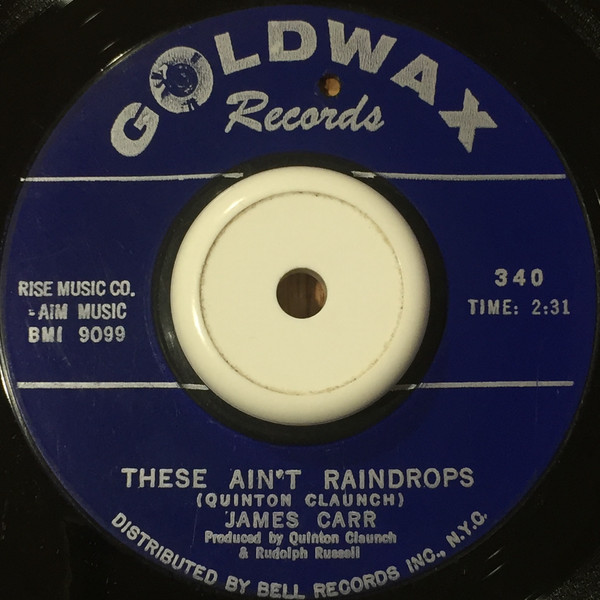 GOLDWAX
Records
RISE MUSIC CO.
-AIM MUSIC
BMI 9099
340
TIME: 2:31
THESE AIN'T RAINDROPS
(QUINTON CLAUNCH)
JAMES CARR
Produced by Quinton Claunch
& Rudolph Russell
DISTRIBUTED BY BELL RECORDS INC., N.Y.C.